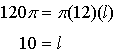 120π = π(12)(l)
10 = l